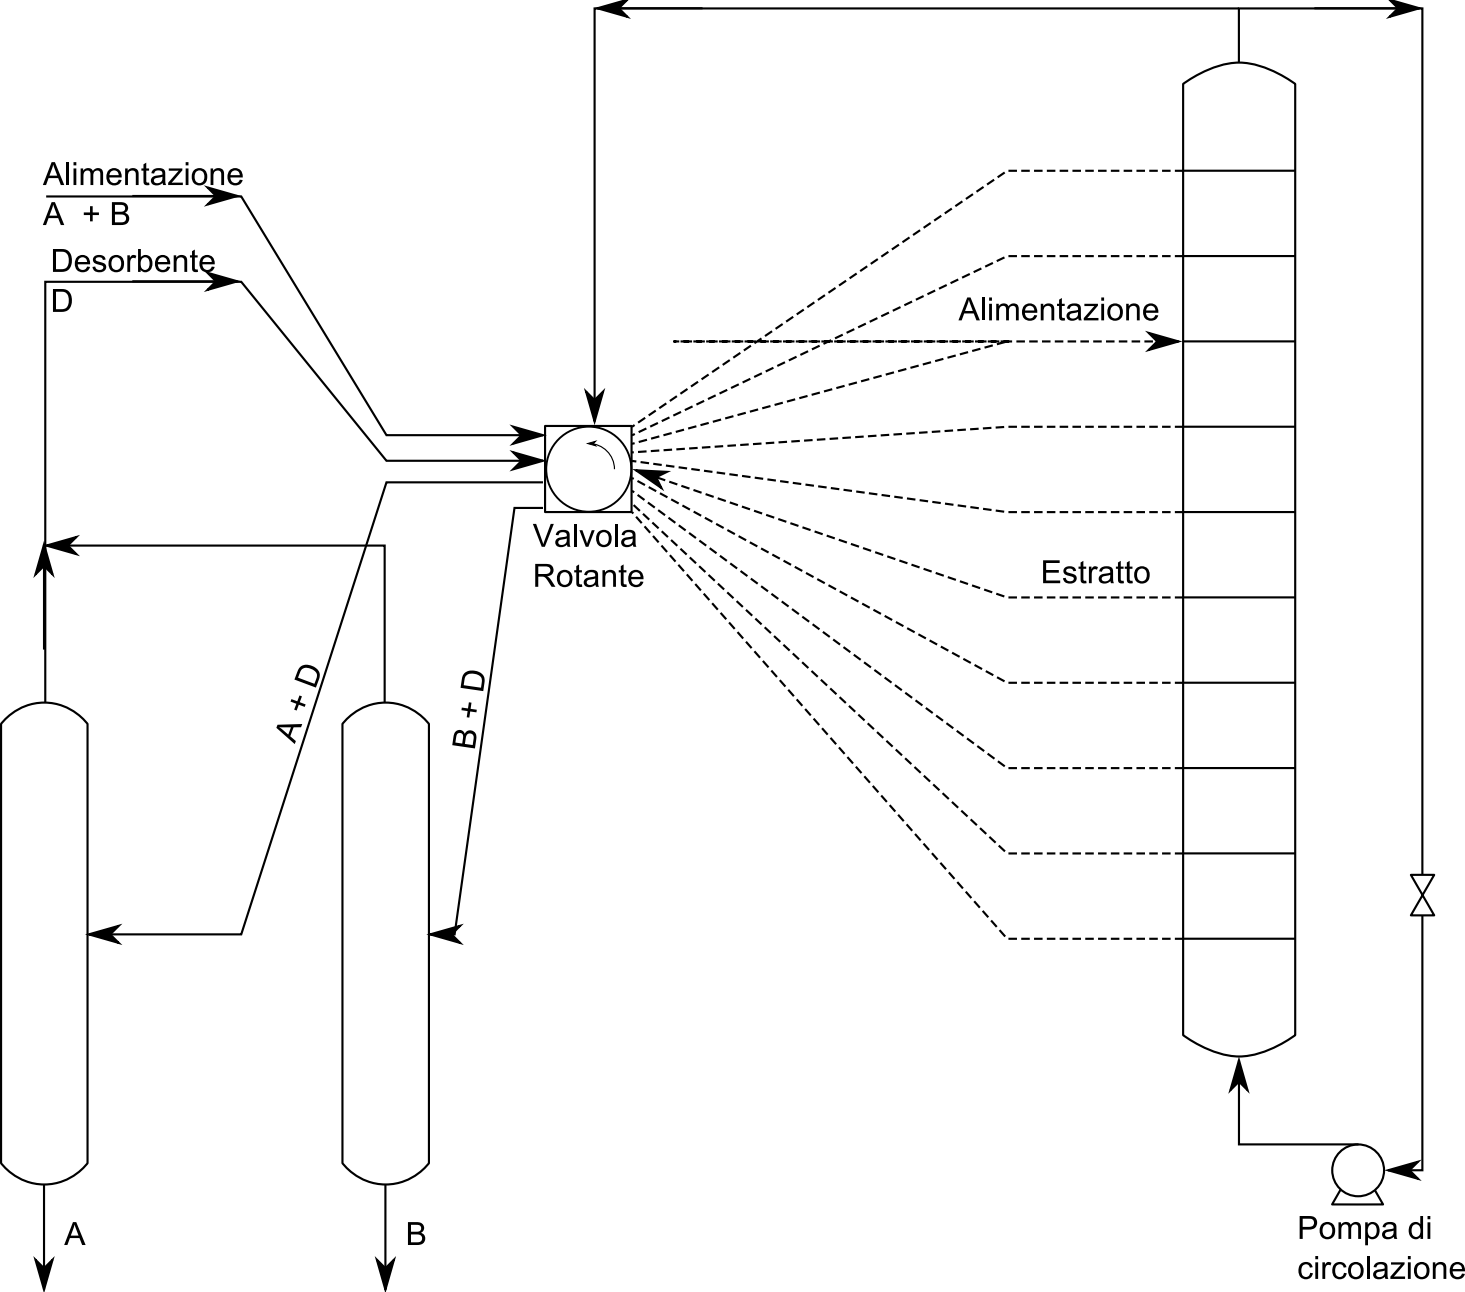 Alimentazione
A + B
Desorbente
D
Alimentazione
Valvola
Rotante
Estratto
A + D
B + D
A
B
Pompa di
circolazione